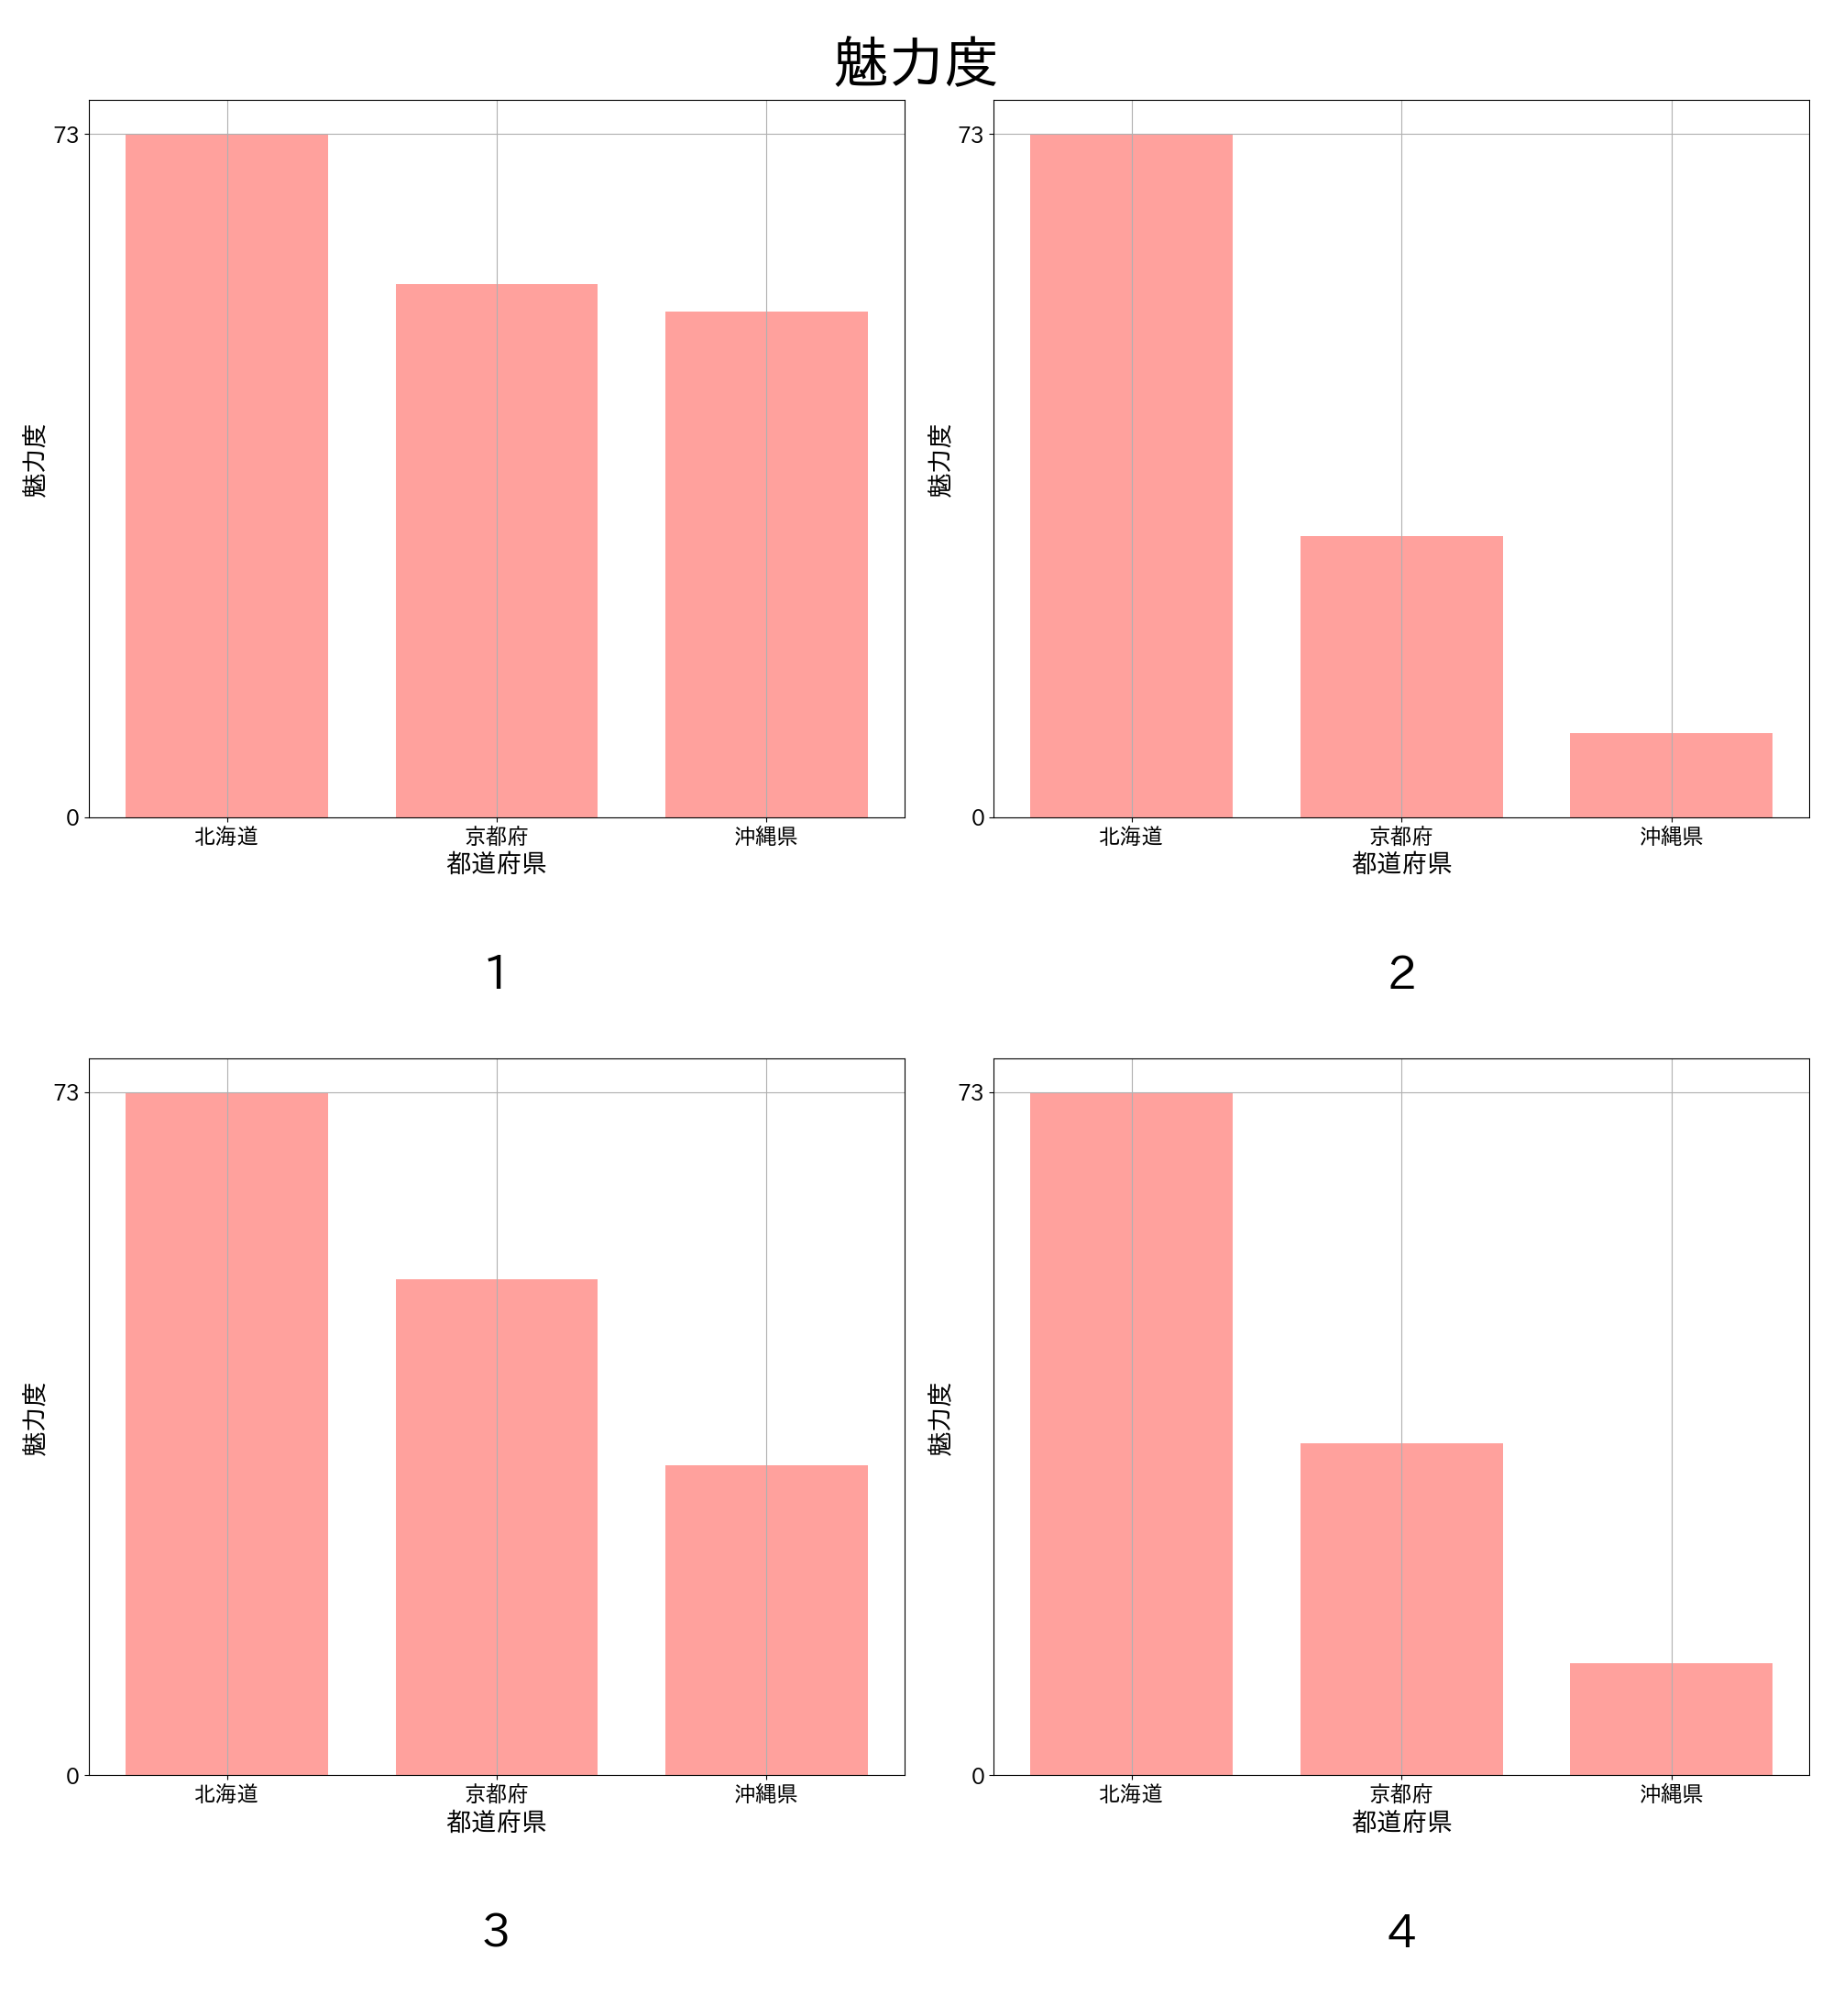 魅力度
73
0
魅力度
北海道 京都府 沖縄県
都道府県
1
73
0
魅力度
北海道 京都府 沖縄県
都道府県
2
73
0
魅力度
北海道 京都府 沖縄県
都道府県
3
73
0
魅力度
北海道 京都府 沖縄県
都道府県
4